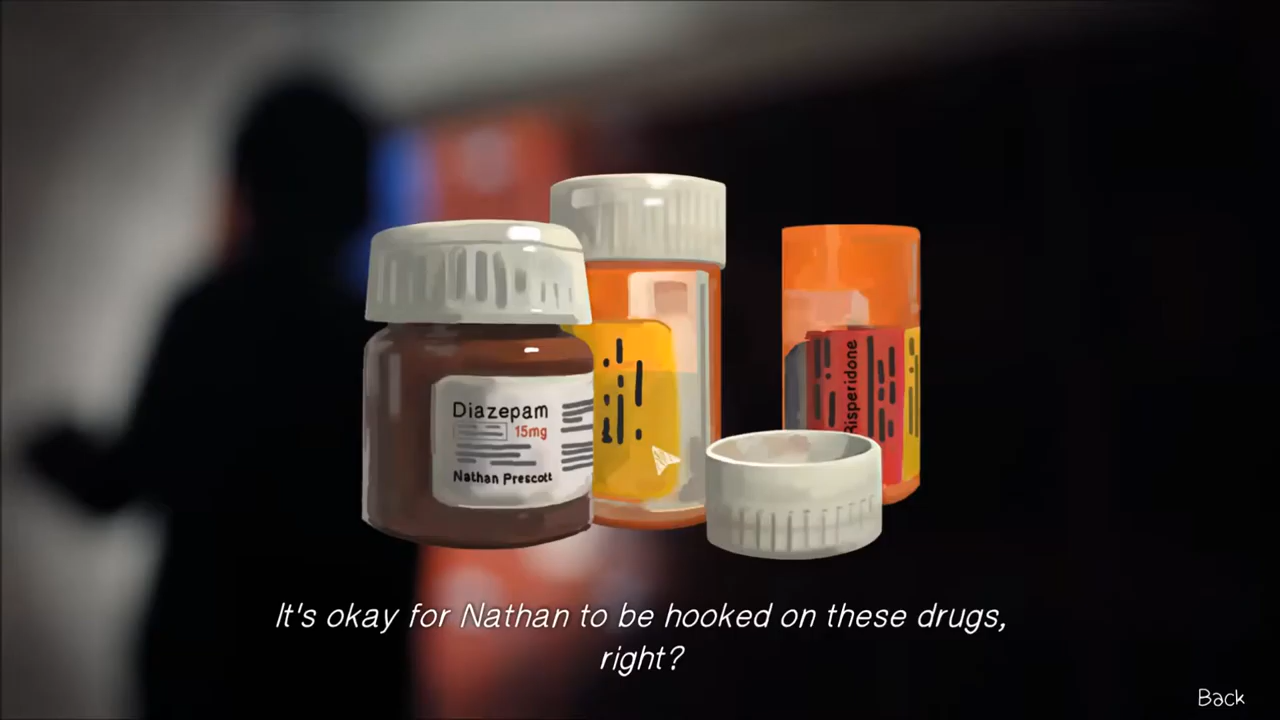 Diazepam
15mg
Nathan Prescott
Risperidone
It's okay for Nathan to be hooked on these drugs,
right?
Back